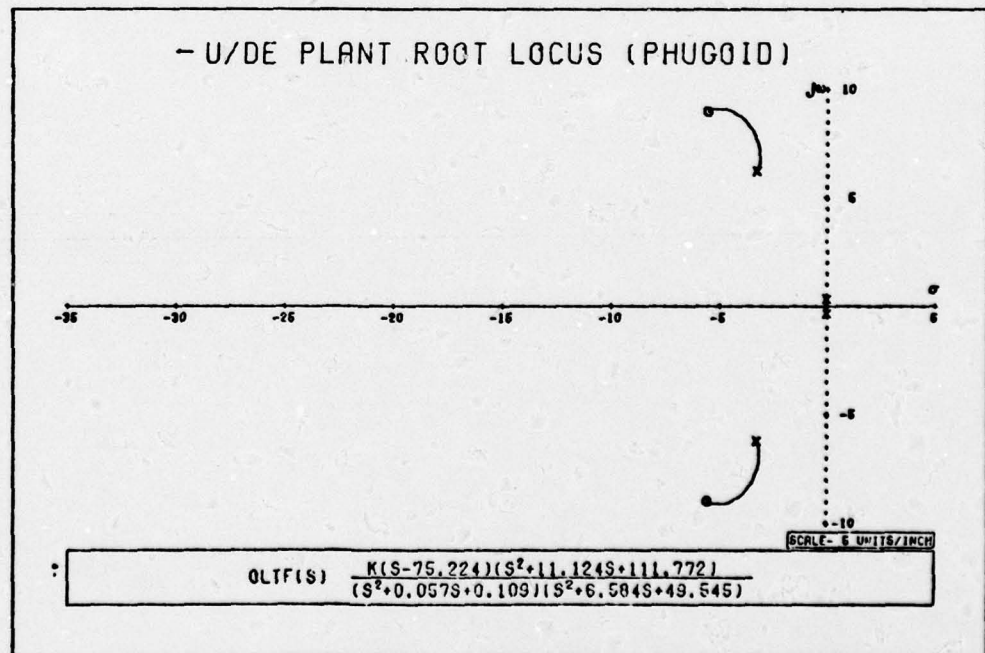 - U/DE PLANT ROOT LOCUS (PHUGOID)
jω 10
5
σ
-35 -30 -25 -20 -15 -10 -5 5
-5
-10
SCALE- 5 UNITS/INCH
OLTF(S) K(S-75.224)(S²+11.124S+111.772)
(S²+0.057S+0.109)(S²+6.584S+49.545)